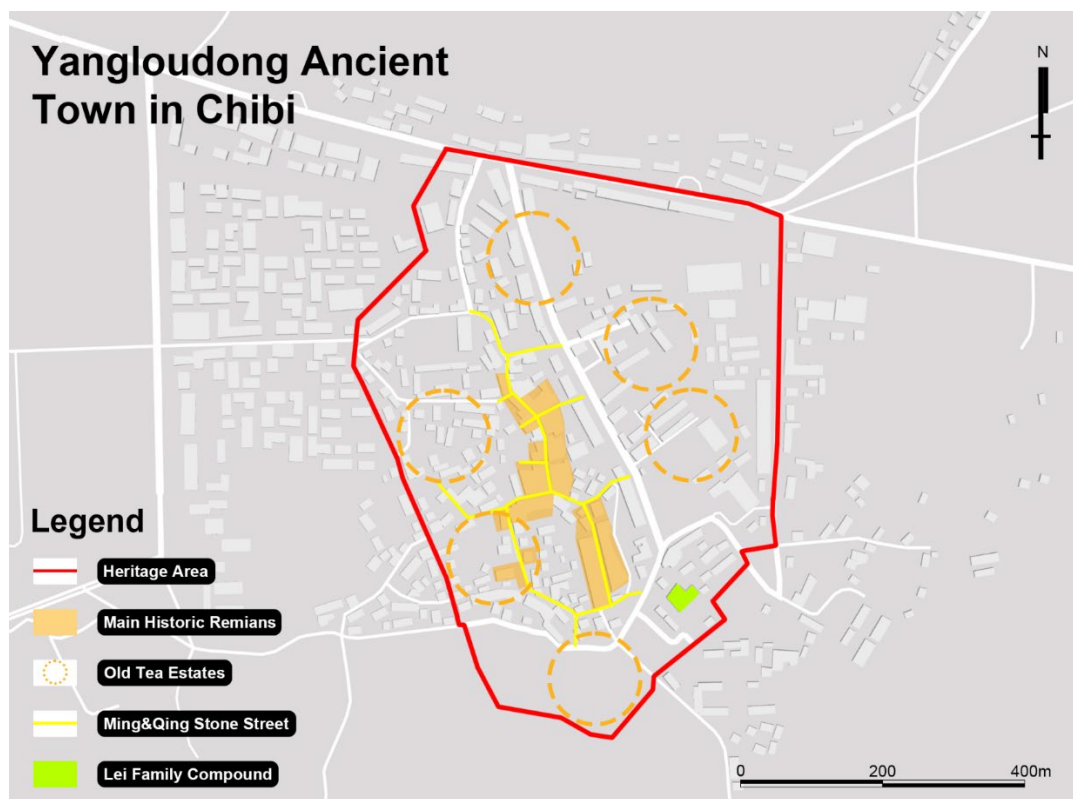 Yangloudong Ancient
Town in Chibi
N
Legend
Heritage Area
Main Historic Remians
Old Tea Estates
Ming&Qing Stone Street
Lei Family Compound
0 200 400m